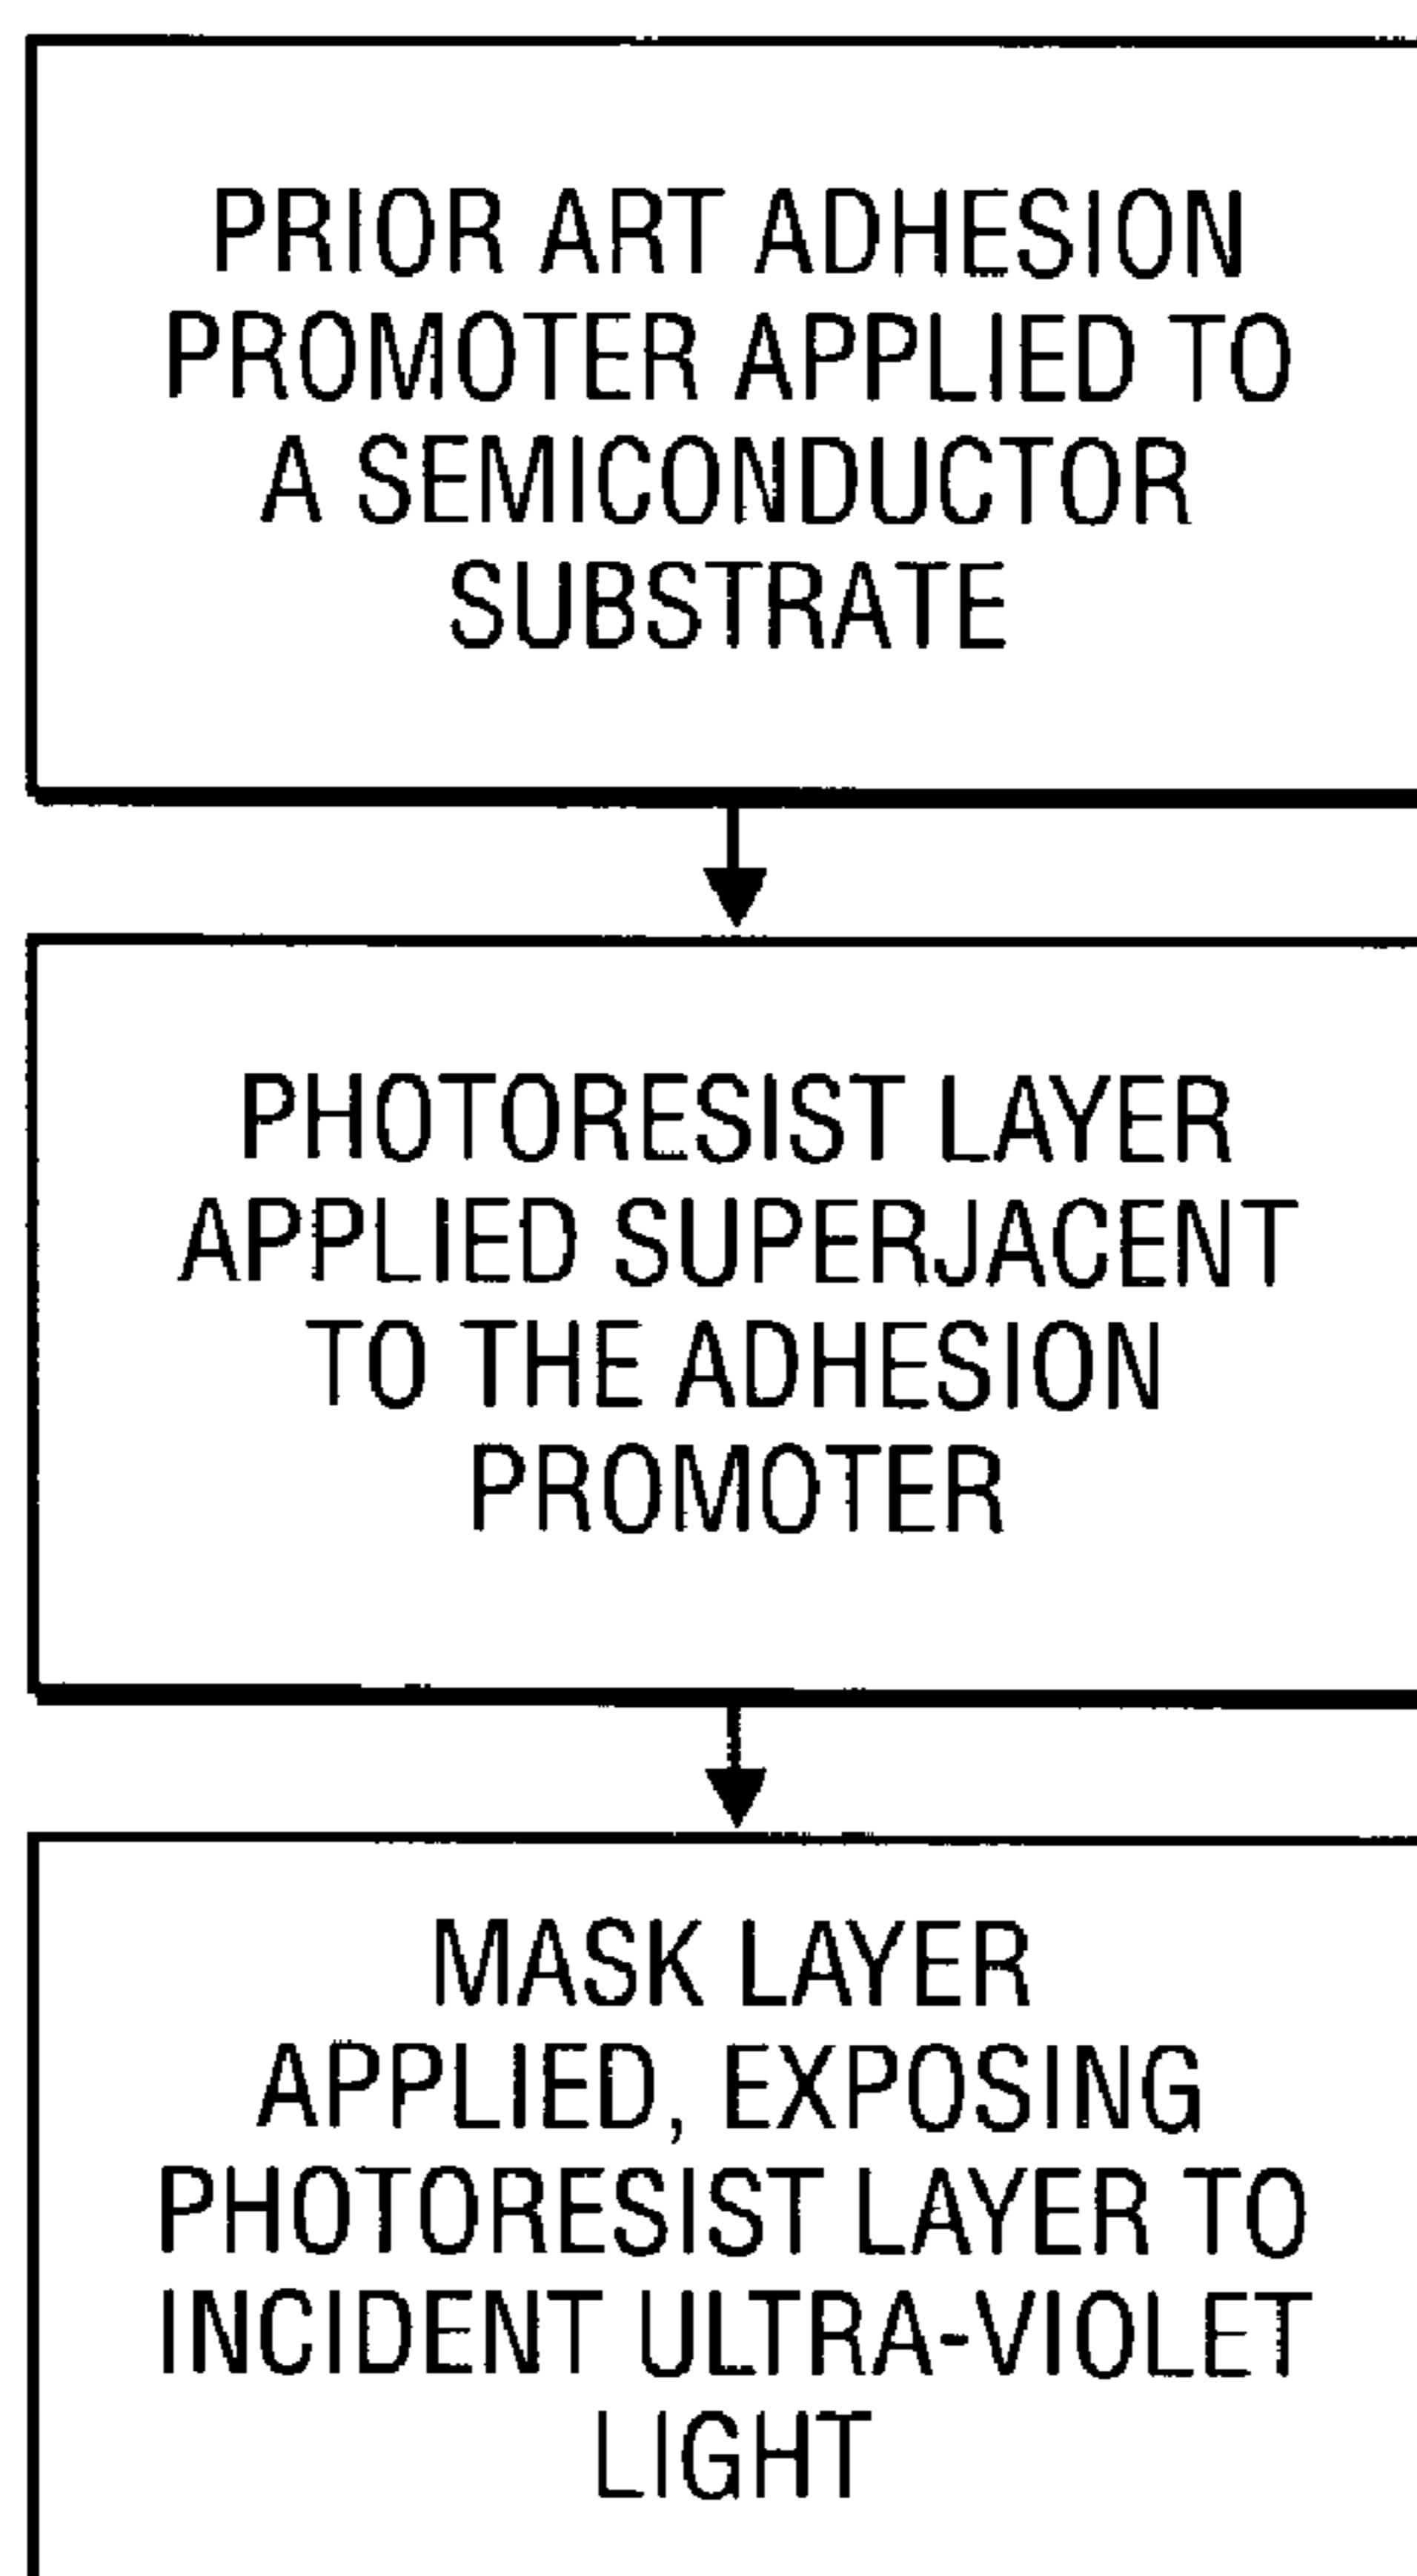 PRIOR ART ADHESION
PROMOTER APPLIED TO
A SEMICONDUCTOR
SUBSTRATE
PHOTORESIST LAYER
APPLIED SUPERJACENT
TO THE ADHESION
PROMOTER
MASK LAYER
APPLIED, EXPOSING
PHOTORESIST LAYER TO
INCIDENT ULTRA-VIOLET
LIGHT